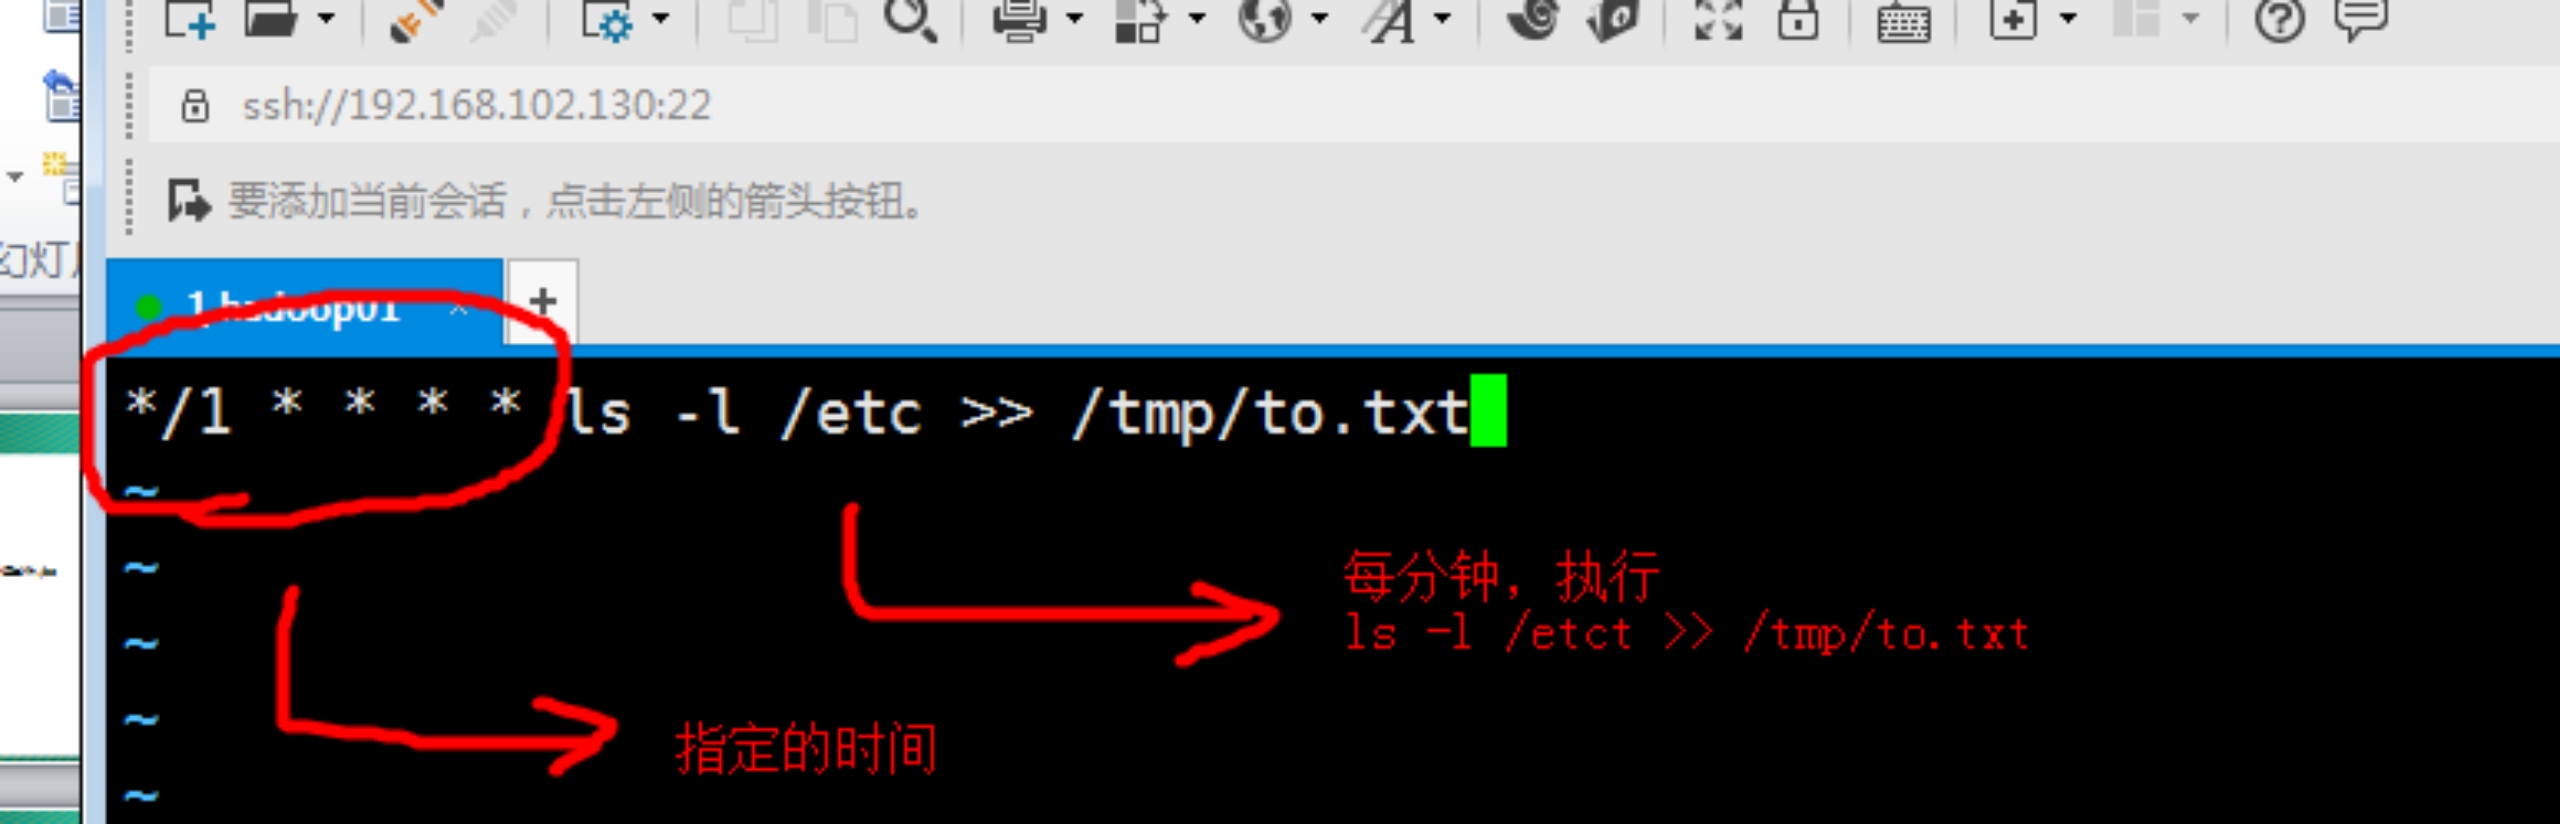 ssh://192.168.102.130:22
要添加当前会话，点击左侧的箭头按钮。
幻灯片
1 hadoop01
+
*/1 * * * * ls -l /etc >> /tmp/to.txt
~
~
每分钟，执行
ls -l /etct >> /tmp/to.txt
~
~
指定的时间
~